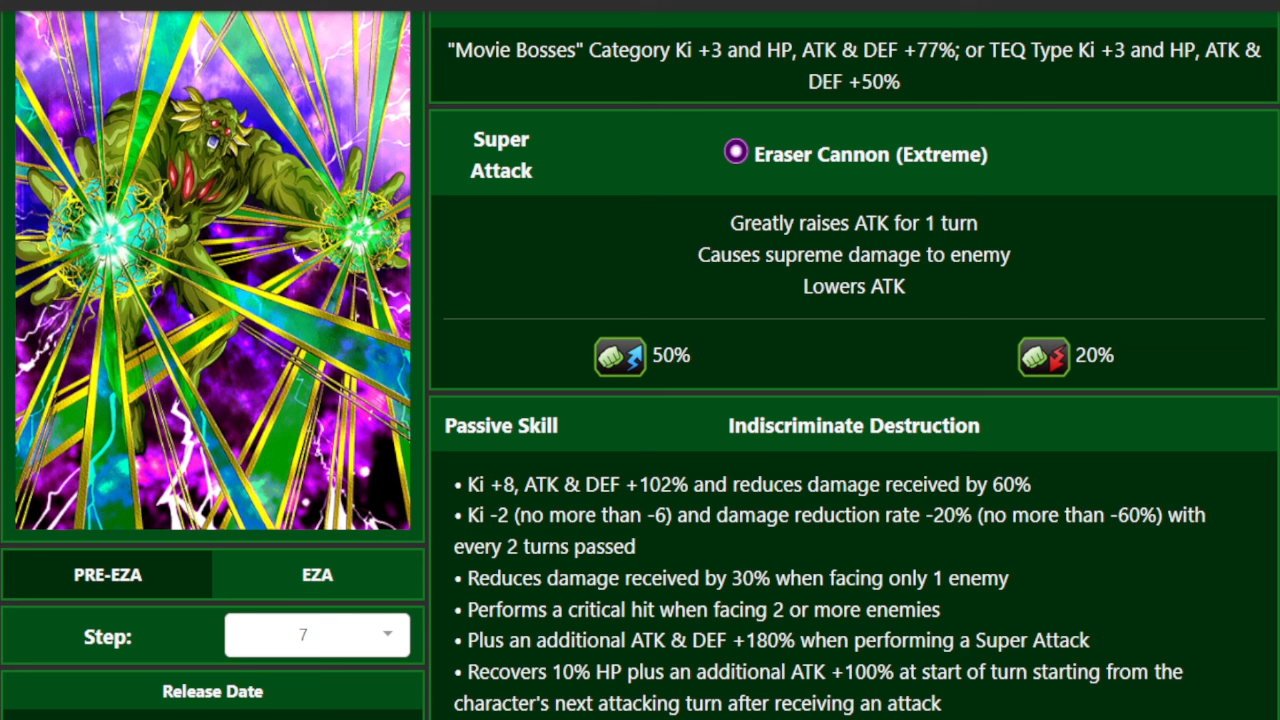 "Movie Bosses" Category Ki +3 and HP, ATK & DEF +77%; or TEQ Type Ki +3 and HP, ATK &
DEF +50%
Super
Attack
Eraser Cannon (Extreme)
Greatly raises ATK for 1 turn
Causes supreme damage to enemy
Lowers ATK
50%
20%
Passive Skill
Indiscriminate Destruction
• Ki +8, ATK & DEF +102% and reduces damage received by 60%
• Ki -2 (no more than -6) and damage reduction rate -20% (no more than -60%) with
every 2 turns passed
• Reduces damage received by 30% when facing only 1 enemy
• Performs a critical hit when facing 2 or more enemies
• Plus an additional ATK & DEF +180% when performing a Super Attack
• Recovers 10% HP plus an additional ATK +100% at start of turn starting from the
character's next attacking turn after receiving an attack
PRE-EZA
EZA
Step:
7
Release Date